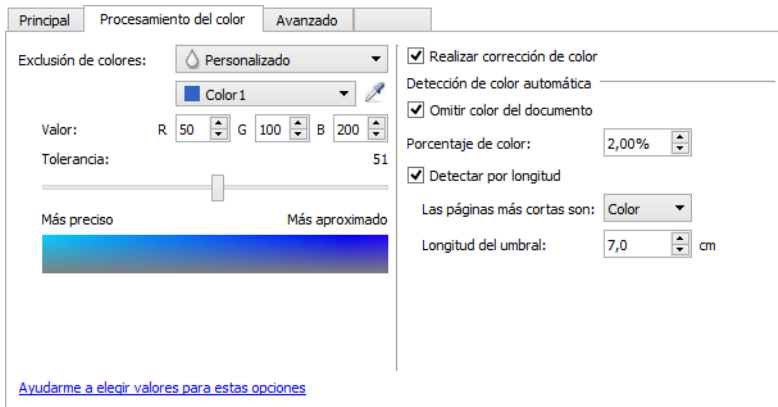 Principal Procesamiento del color Avanzado
Exclusión de colores: Personalizado
Color1
Valor: R 50 G 100 B 200
Tolerancia: 51
Más preciso Más aproximado
Ayudarme a elegir valores para estas opciones
Realizar corrección de color
Detección de color automática
Omitir color del documento
Porcentaje de color: 2,00%
Detectar por longitud
Las páginas más cortas son: Color
Longitud del umbral: 7,0 cm